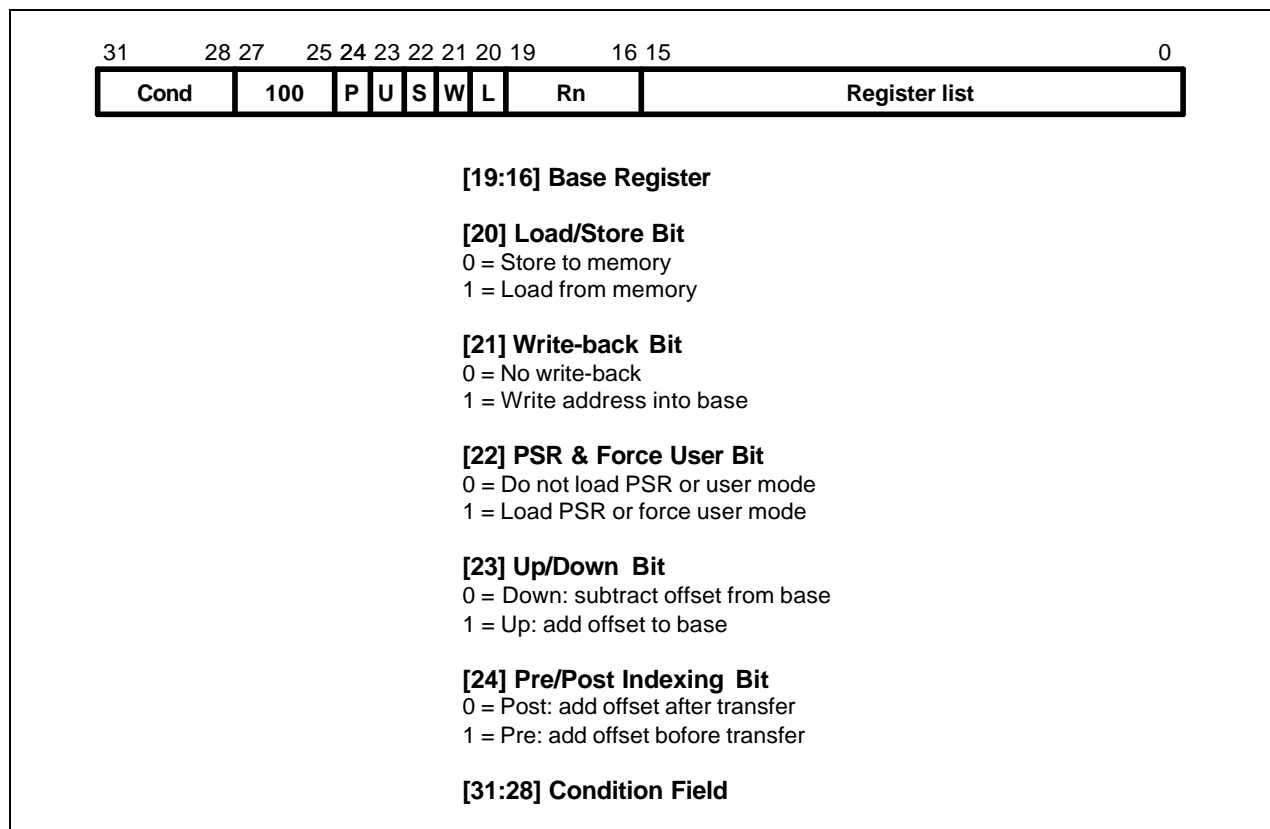 31 28 27 25 24 23 22 21 20 19 16 15 0
Cond 100 P U S W L Rn Register list
[19:16] Base Register
[20] Load/Store Bit
0 = Store to memory
1 = Load from memory
[21] Write-back Bit
0 = No write-back
1 = Write address into base
[22] PSR & Force User Bit
0 = Do not load PSR or user mode
1 = Load PSR or force user mode
[23] Up/Down Bit
0 = Down: subtract offset from base
1 = Up: add offset to base
[24] Pre/Post Indexing Bit
0 = Post: add offset after transfer
1 = Pre: add offset bofore transfer
[31:28] Condition Field